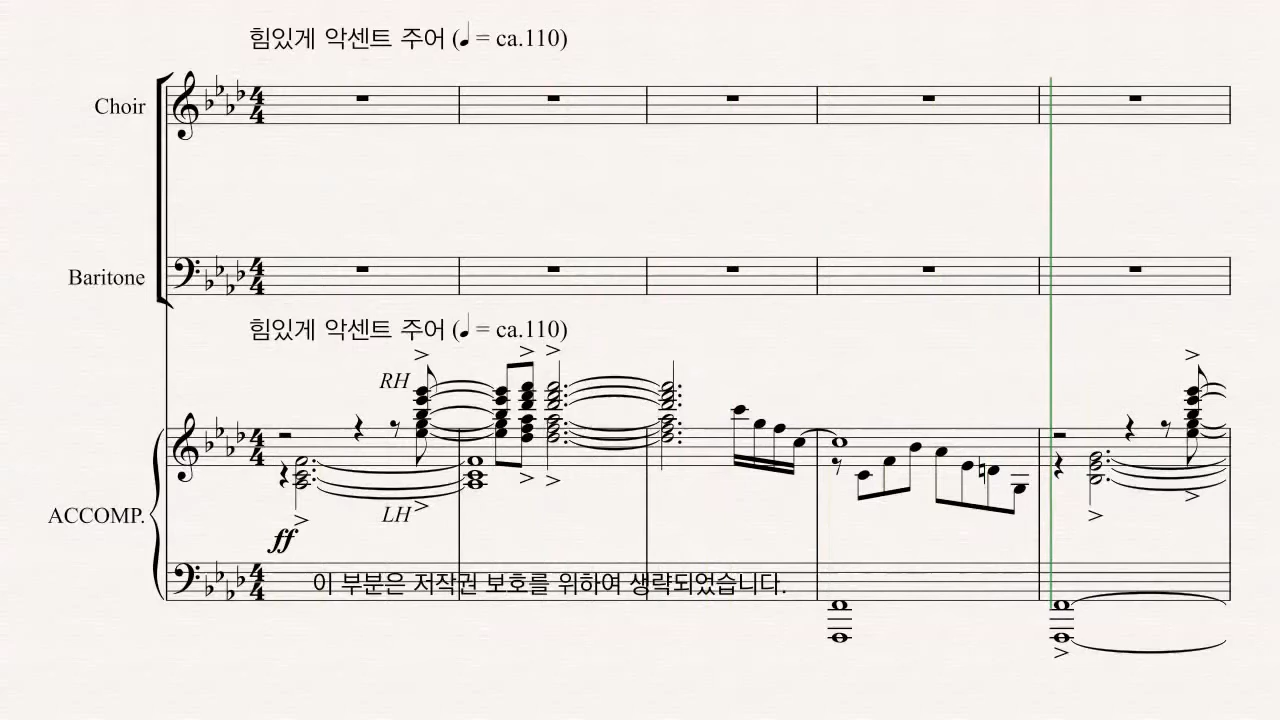 힘있게 악센트 주어 (♩ = ca.110)
Choir
Baritone
힘있게 악센트 주어 (♩ = ca.110)
RH
ACCOMP.
LH
ff
이 부분은 저작권 보호를 위하여 생략되었습니다.